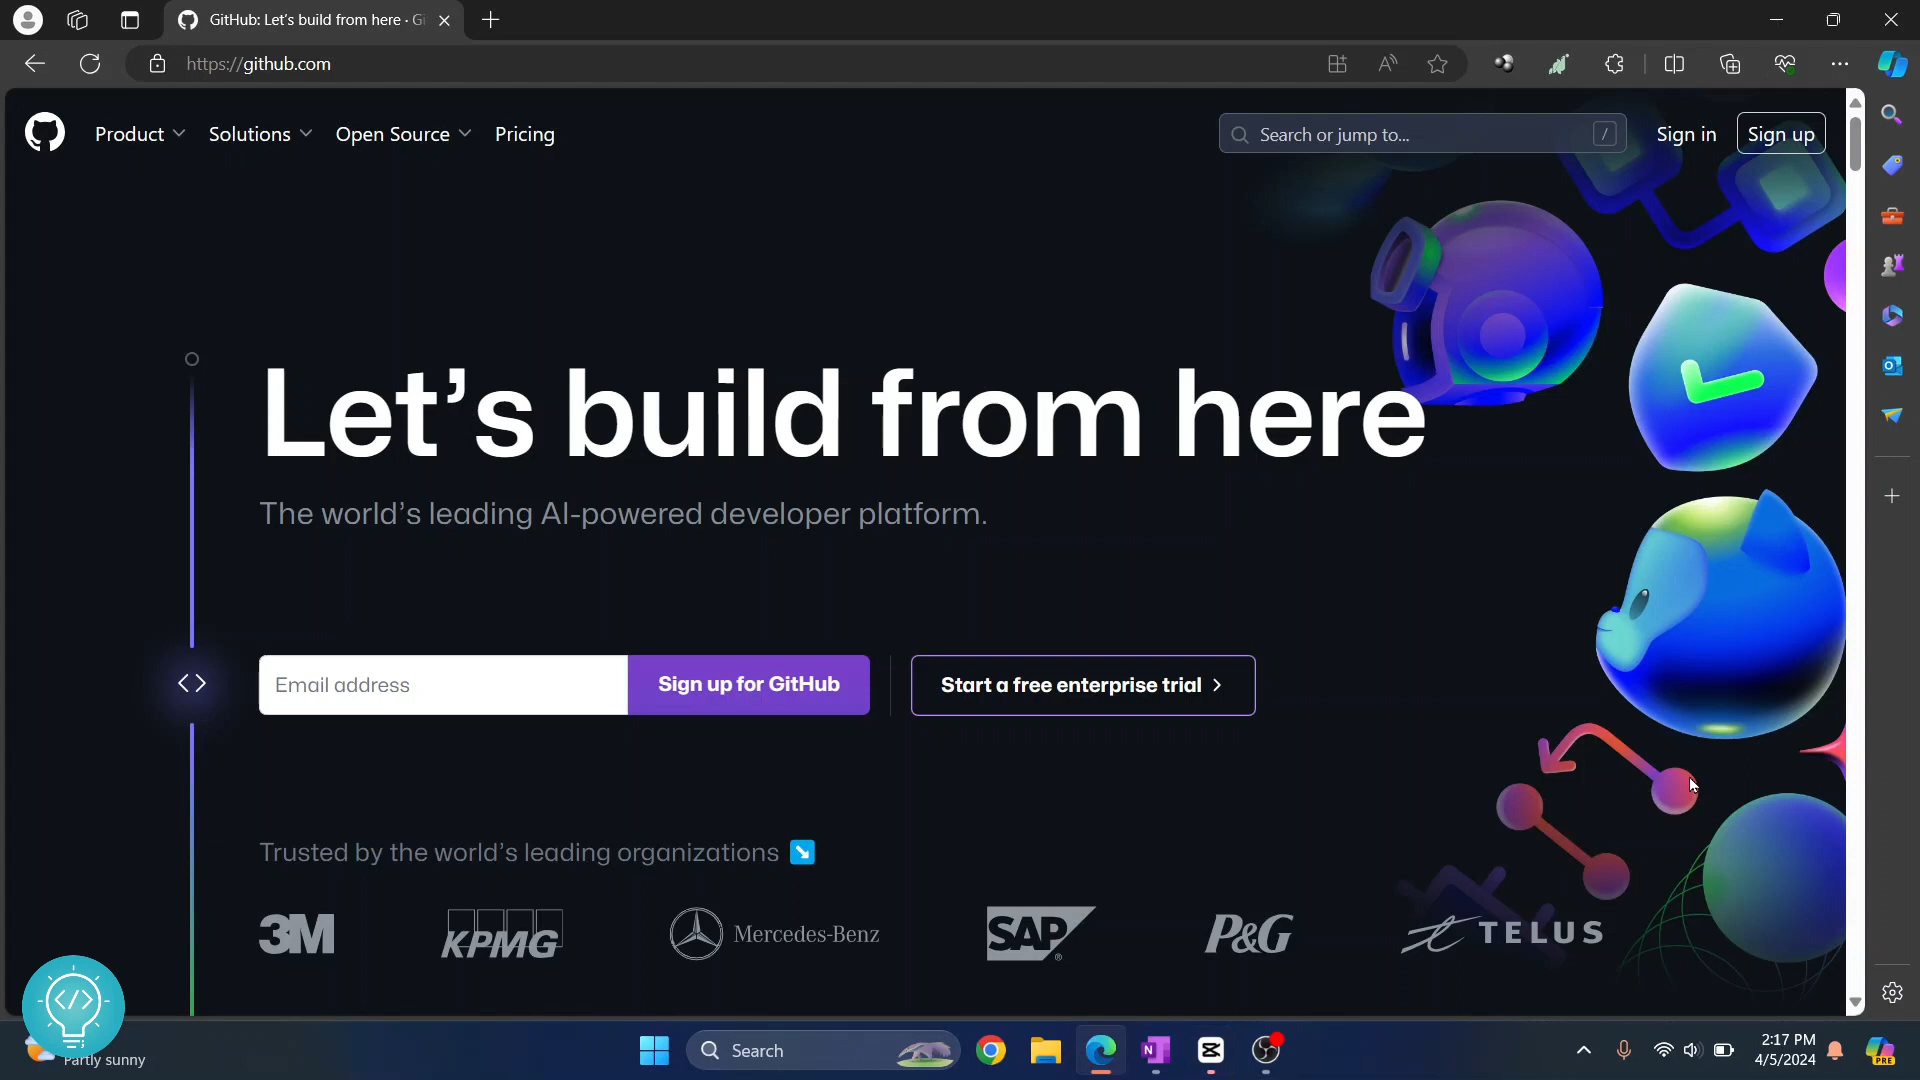 GitHub: Let's build from here · Gi
https://github.com
Product
Solutions
Open Source
Pricing
Search or jump to...
/
Sign in
Sign up
Let’s build from here
The world’s leading AI-powered developer platform.
Email address
Sign up for GitHub
Start a free enterprise trial
Trusted by the world’s leading organizations
3M
KPMG
Mercedes-Benz
SAP®
P&G
TELUS
Partly sunny
Search
2:17 PM
4/5/2024
PRE